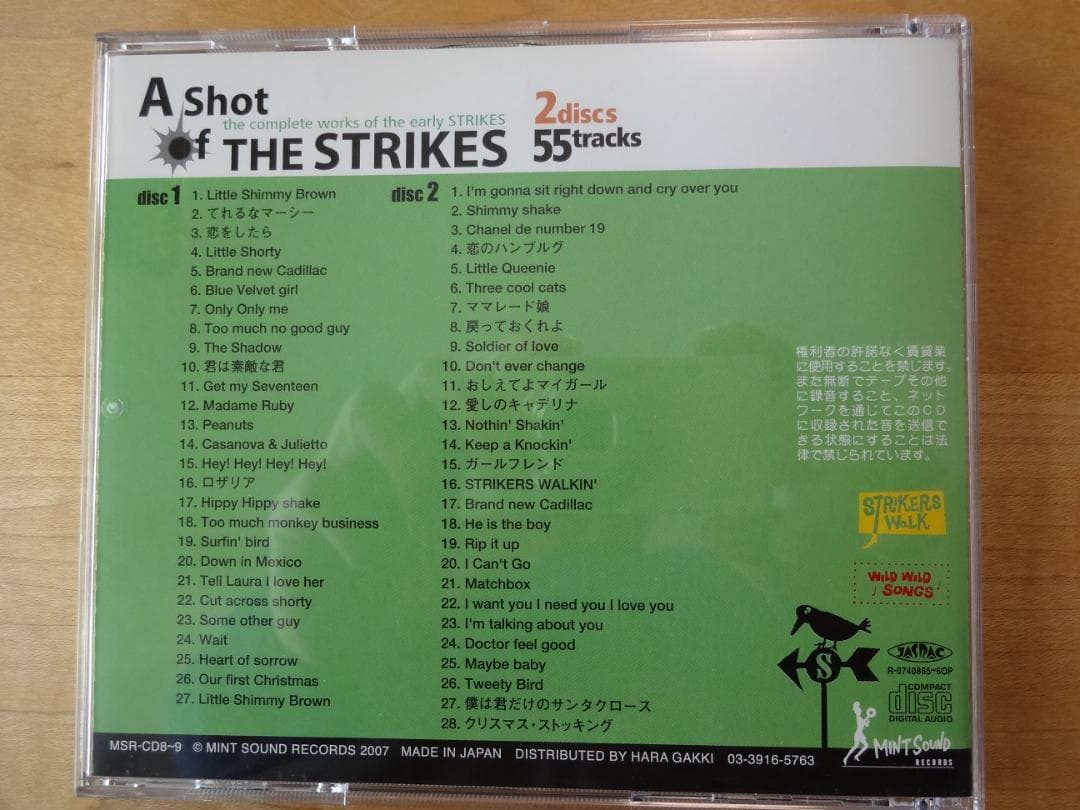 A Shot
the complete works of the early STRIKES
of THE STRIKES
2discs
55tracks
disc 1
1. Little Shimmy Brown
2. てれるなマーシー
3. 恋をしたら
4. Little Shorty
5. Brand new Cadillac
6. Blue Velvet girl
7. Only Only me
8. Too much no good guy
9. The Shadow
10. 君は素敵な君
11. Get my Seventeen
12. Madame Ruby
13. Peanuts
14. Casanova & Julietto
15. Hey! Hey! Hey! Hey!
16. ロザリア
17. Hippy Hippy shake
18. Too much monkey business
19. Surfin' bird
20. Down in Mexico
21. Tell Laura I love her
22. Cut across shorty
23. Some other guy
24. Wait
25. Heart of sorrow
26. Our first Christmas
27. Little Shimmy Brown
disc 2
1. I'm gonna sit right down and cry over you
2. Shimmy shake
3. Chanel de number 19
4. 恋のハンブルグ
5. Little Queenie
6. Three cool cats
7. ママレード娘
8. 戻っておくれよ
9. Soldier of love
10. Don't ever change
11. おしえてよマイガール
12. 愛しのキャデリナ
13. Nothin' Shakin'
14. Keep a Knockin'
15. ガールフレンド
16. STRIKERS WALKIN'
17. Brand new Cadillac
18. He is the boy
19. Rip it up
20. I Can't Go
21. Matchbox
22. I want you I need you I love you
23. I'm talking about you
24. Doctor feel good
25. Maybe baby
26. Tweety Bird
27. 僕は君だけのサンタクロース
28. クリスマス・ストッキング
権利者の許諾なく賃貸業
に使用することを禁じます。
また無断でテープその他
に録音すること、ネット
ワークを通じてこのCD
に収録された音を送信で
きる状態にすることは法
律で禁じられています。
STRIKERS
WALK
WILD WILD
SONGS
S
JASRAC
R-0740865~6OP
COMPACT
disc
DIGITAL AUDIO
MINT SOUND
RECORDS
MSR-CD8~9 © MINT SOUND RECORDS 2007 MADE IN JAPAN DISTRIBUTED BY HARA GAKKI 03-3916-5763